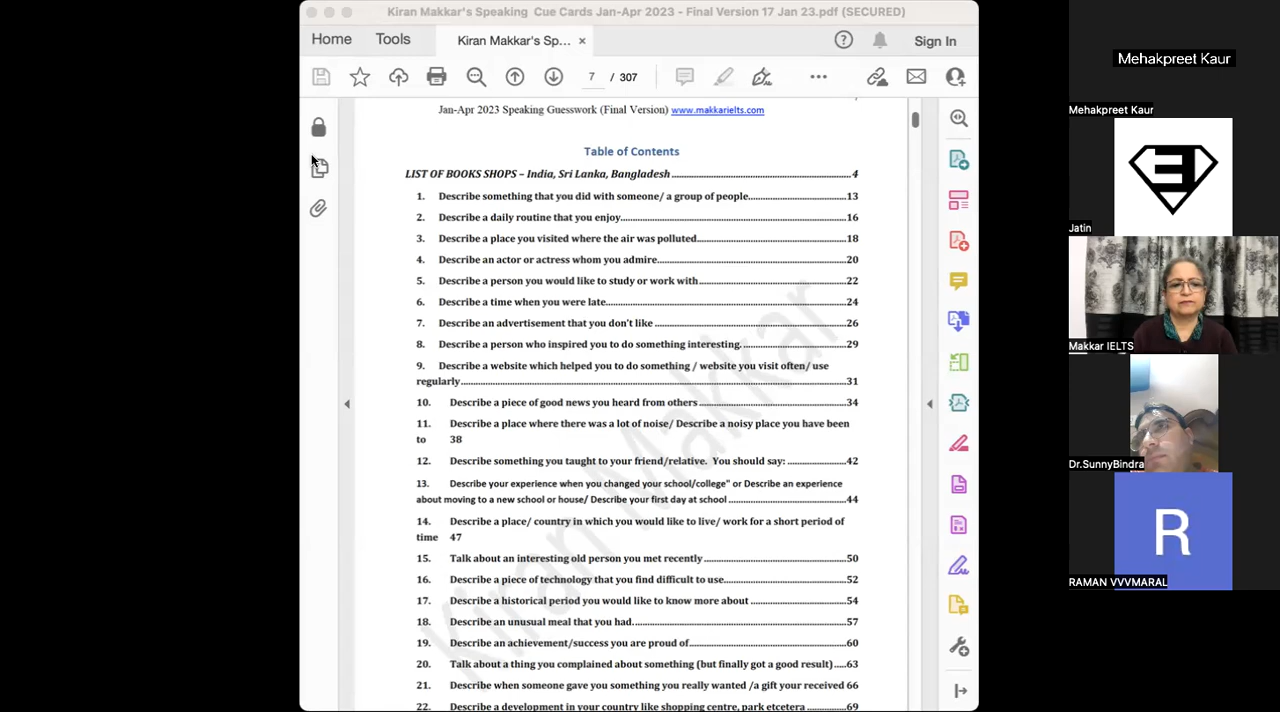 Kiran Makkar's Speaking Cue Cards Jan-Apr 2023 - Final Version 17 Jan 23.pdf (SECURED)
Home Tools Kiran Makkar's Sp... × Sign In
7 / 307
Jan-Apr 2023 Speaking Guesswork (Final Version) www.makkarielts.com
Table of Contents
LIST OF BOOKS SHOPS – India, Sri Lanka, Bangladesh 4
1. Describe something that you did with someone/ a group of people 13
2. Describe a daily routine that you enjoy 16
3. Describe a place you visited where the air was polluted 18
4. Describe an actor or actress whom you admire 20
5. Describe a person you would like to study or work with 22
6. Describe a time when you were late 24
7. Describe an advertisement that you don't like 26
8. Describe a person who inspired you to do something interesting. 29
9. Describe a website which helped you to do something / website you visit often/ use
regularly 31
10. Describe a piece of good news you heard from others 34
11. Describe a place where there was a lot of noise/ Describe a noisy place you have been
to 38
12. Describe something you taught to your friend/relative. You should say: 42
13. Describe your experience when you changed your school/college" or Describe an experience
about moving to a new school or house/ Describe your first day at school 44
14. Describe a place/ country in which you would like to live/ work for a short period of
time 47
15. Talk about an interesting old person you met recently 50
16. Describe a piece of technology that you find difficult to use 52
17. Describe a historical period you would like to know more about 54
18. Describe an unusual meal that you had. 57
19. Describe an achievement/success you are proud of 60
20. Talk about a thing you complained about something (but finally got a good result) 63
21. Describe when someone gave you something you really wanted /a gift your received 66
22. Describe a development in your country like shopping centre, park etcetera 69
Kiran Makkar
Mehakpreet Kaur
Mehakpreet Kaur
Jatin
Makkar IELTS
Dr.SunnyBindra
R
RAMAN VVVMARAL